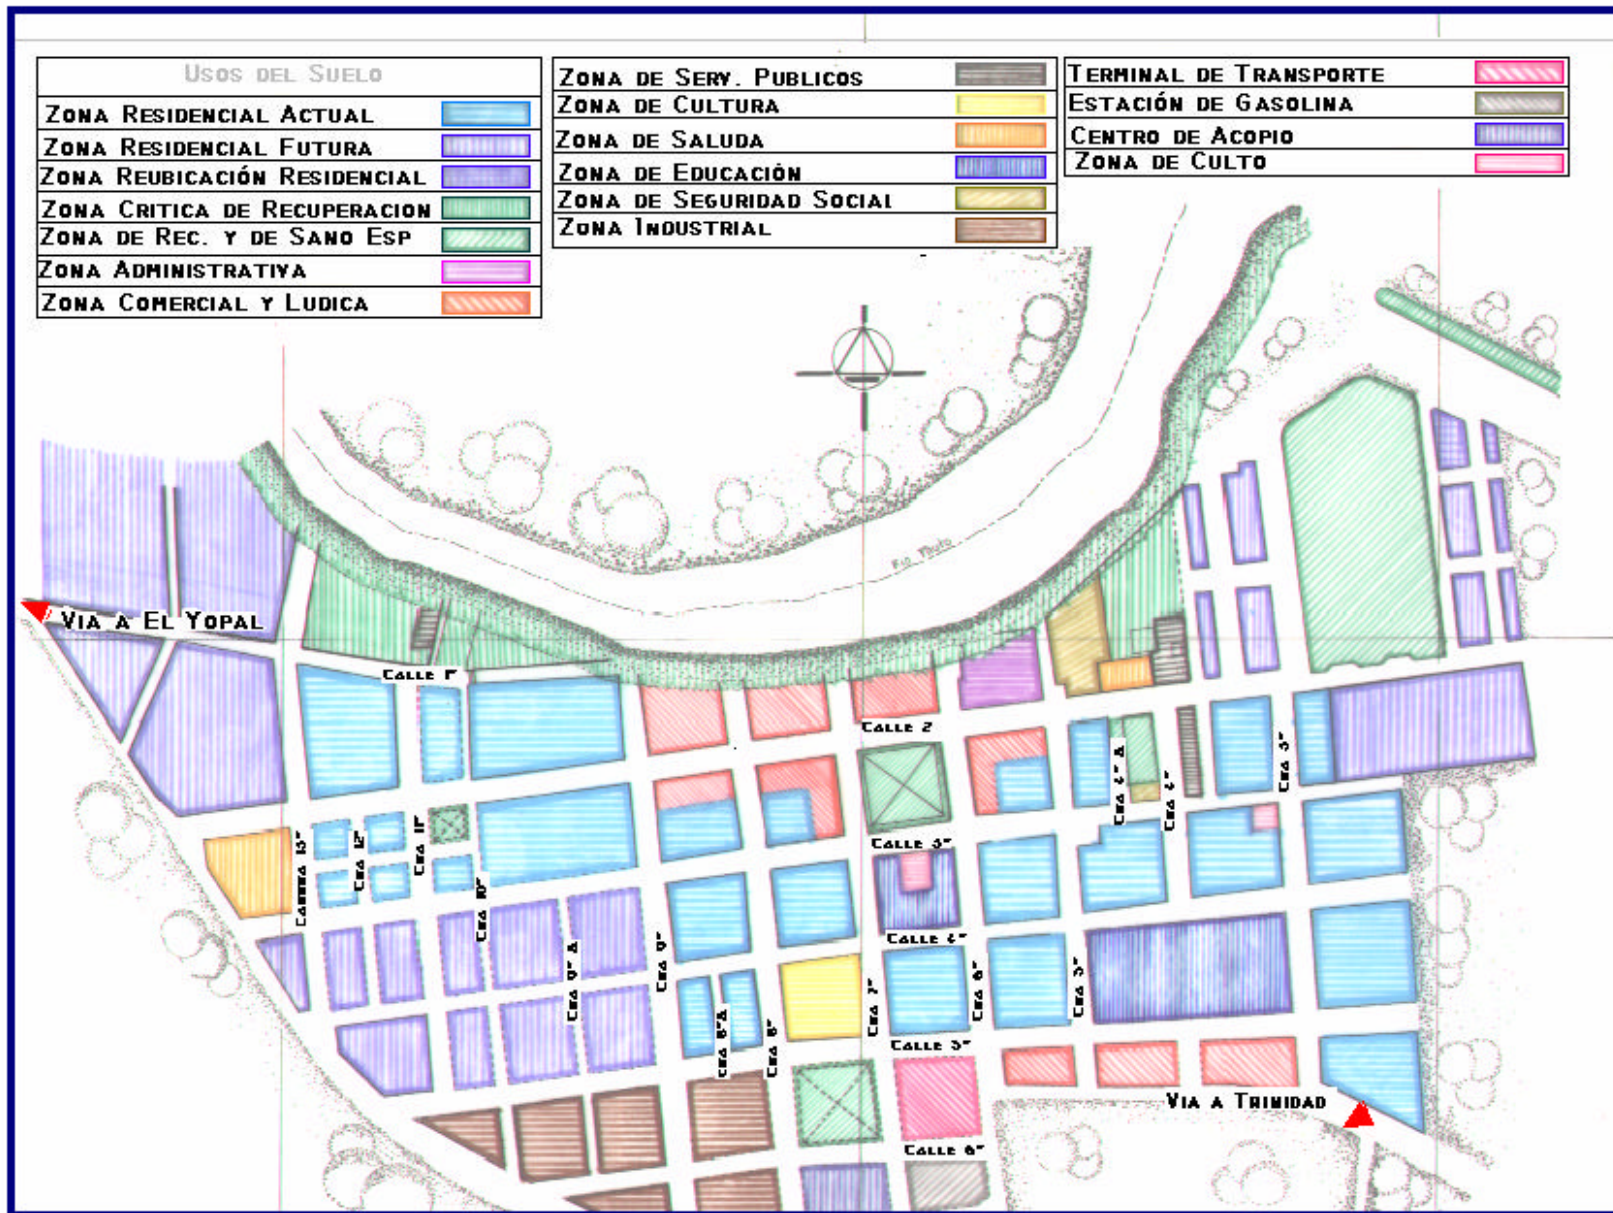 USOS DEL SUELO
ZONA RESIDENCIAL ACTUAL
ZONA RESIDENCIAL FUTURA
ZONA REUBICACIÓN RESIDENCIAL
ZONA CRITICA DE RECUPERACION
ZONA DE REC. Y DE SANO ESP
ZONA ADMINISTRATIVA
ZONA COMERCIAL Y LUDICA
ZONA DE SERV. PUBLICOS
ZONA DE CULTURA
ZONA DE SALUDA
ZONA DE EDUCACIÓN
ZONA DE SEGURIDAD SOCIAL
ZONA INDUSTRIAL
TERMINAL DE TRANSPORTE
ESTACIÓN DE GASOLINA
CENTRO DE ACOPIO
ZONA DE CULTO
VIA A EL YOPAL
CALLE 1ª
CALLE 2
CRA 4ª A
CRA 4ª
CRA 3ª
CALLE 3ª
CRA 12ª
CRA 11ª
CRA 10ª
CALLE 4ª
CRA 9ª A
CRA 9ª
CRA 8ª A
CRA 8ª
CRA 7ª
CRA 6ª
CRA 5ª
CALLE 5ª
VIA A TRINIDAD
CALLE 6ª